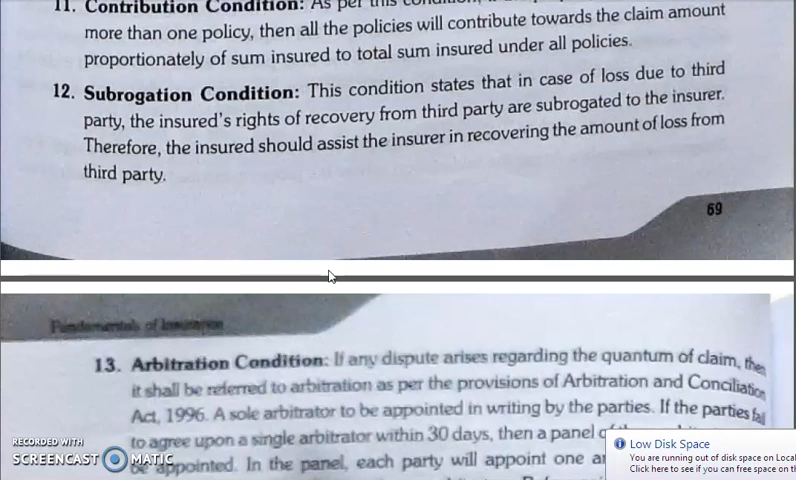 11. Contribution Condition: As per this condition, if
more than one policy, then all the policies will contribute towards the claim amount
proportionately of sum insured to total sum insured under all policies.
12. Subrogation Condition: This condition states that in case of loss due to third
party, the insured's rights of recovery from third party are subrogated to the insurer.
Therefore, the insured should assist the insurer in recovering the amount of loss from
third party.
69
Fundamentals of Insurance
13. Arbitration Condition: If any dispute arises regarding the quantum of claim, then
it shall be referred to arbitration as per the provisions of Arbitration and Conciliation
Act, 1996. A sole arbitrator to be appointed in writing by the parties. If the parties fail
to agree upon a single arbitrator within 30 days, then a panel
be appointed. In the panel, each party will appoint one
RECORDED WITH
SCREENCAST MATIC
Low Disk Space
You are running out of disk space on Local
Click here to see if you can free space on